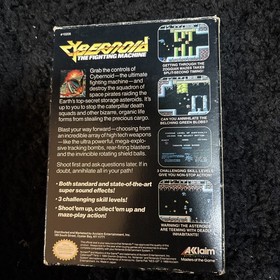 CYBERNOID
THE FIGHTING MACHINE
Grab the controls
of Cybernoid—the ultimate
fighting machine— and
destroy the squadron
of space pirates raiding the
Earth's top-secret storage asteroids. It's
up to you to stop the caterpillar death
squads and other bizarre, organic life
forms from stealing the precious cargo.
Blast your way forward—choosing from
an incredible array of high tech weapons
— like the ultra powerful, mega-explo-
sive tracking bombs, rear-firing blasters
and the invincible rotating shield balls.
Shoot first and ask questions later. If in
doubt, annihilate all in your path!
• Both standard and state-of-the-art
super sound effects!
• 3 challenging skill levels!
• Shoot'em up, collect'em up and
maze-play action!
GETTING THROUGH THE
ZOGGIAN MAZES TAKES
SPLIT-SECOND TIMING!
CAN YOU ANNIHILATE THE
ONCOMING GREEN BLOBS?
3 CHALLENGING SKILL LEVELS
GIVE YOU NON-STOP ACTION!
WARNING! THE ASTEROIDS
ARE TEEMING WITH DEADLY
INHABITANTS!
AKlaim
Masters of the Game